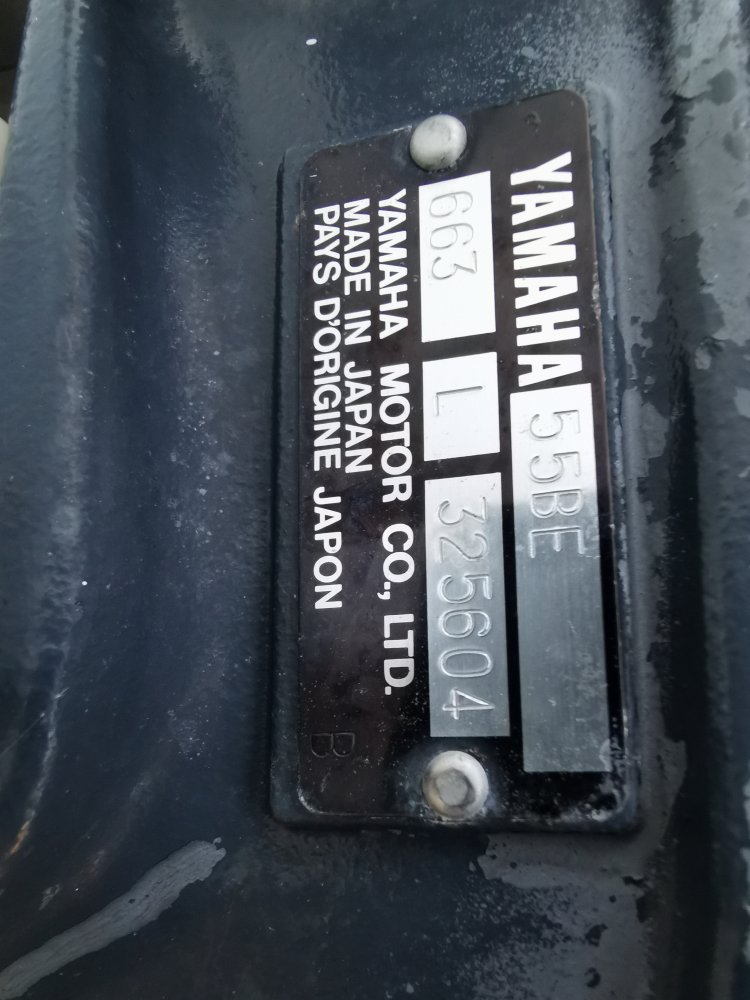 YAMAHA 55BE
663 L 325604
YAMAHA MOTOR CO., LTD.
MADE IN JAPAN
PAYS D'ORIGINE JAPON
B